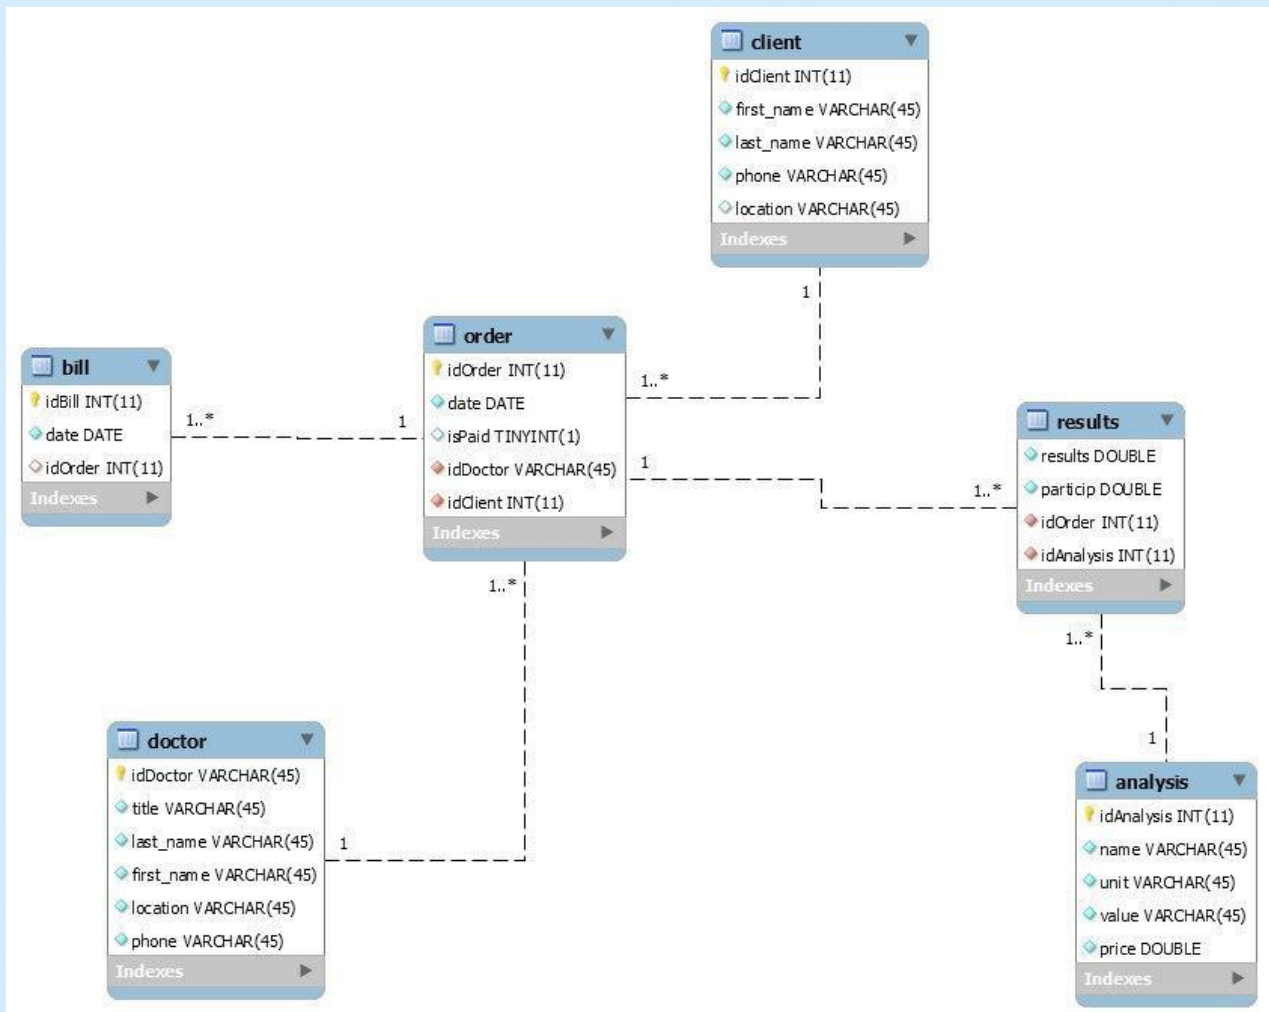 client
idClient INT(11)
first_name VARCHAR(45)
last_name VARCHAR(45)
phone VARCHAR(45)
location VARCHAR(45)
Indexes
1
order
idOrder INT(11)
date DATE
isPaid TINYINT(1)
idDoctor VARCHAR(45)
idClient INT(11)
Indexes
1..*
1
1
1..*
bill
idBill INT(11)
date DATE
idOrder INT(11)
Indexes
1..*
results
results DOUBLE
particip DOUBLE
idOrder INT(11)
idAnalysis INT(11)
Indexes
1..*
1..*
doctor
idDoctor VARCHAR(45)
title VARCHAR(45)
last_name VARCHAR(45)
first_name VARCHAR(45)
location VARCHAR(45)
phone VARCHAR(45)
Indexes
1
1
analysis
idAnalysis INT(11)
name VARCHAR(45)
unit VARCHAR(45)
value VARCHAR(45)
price DOUBLE
Indexes